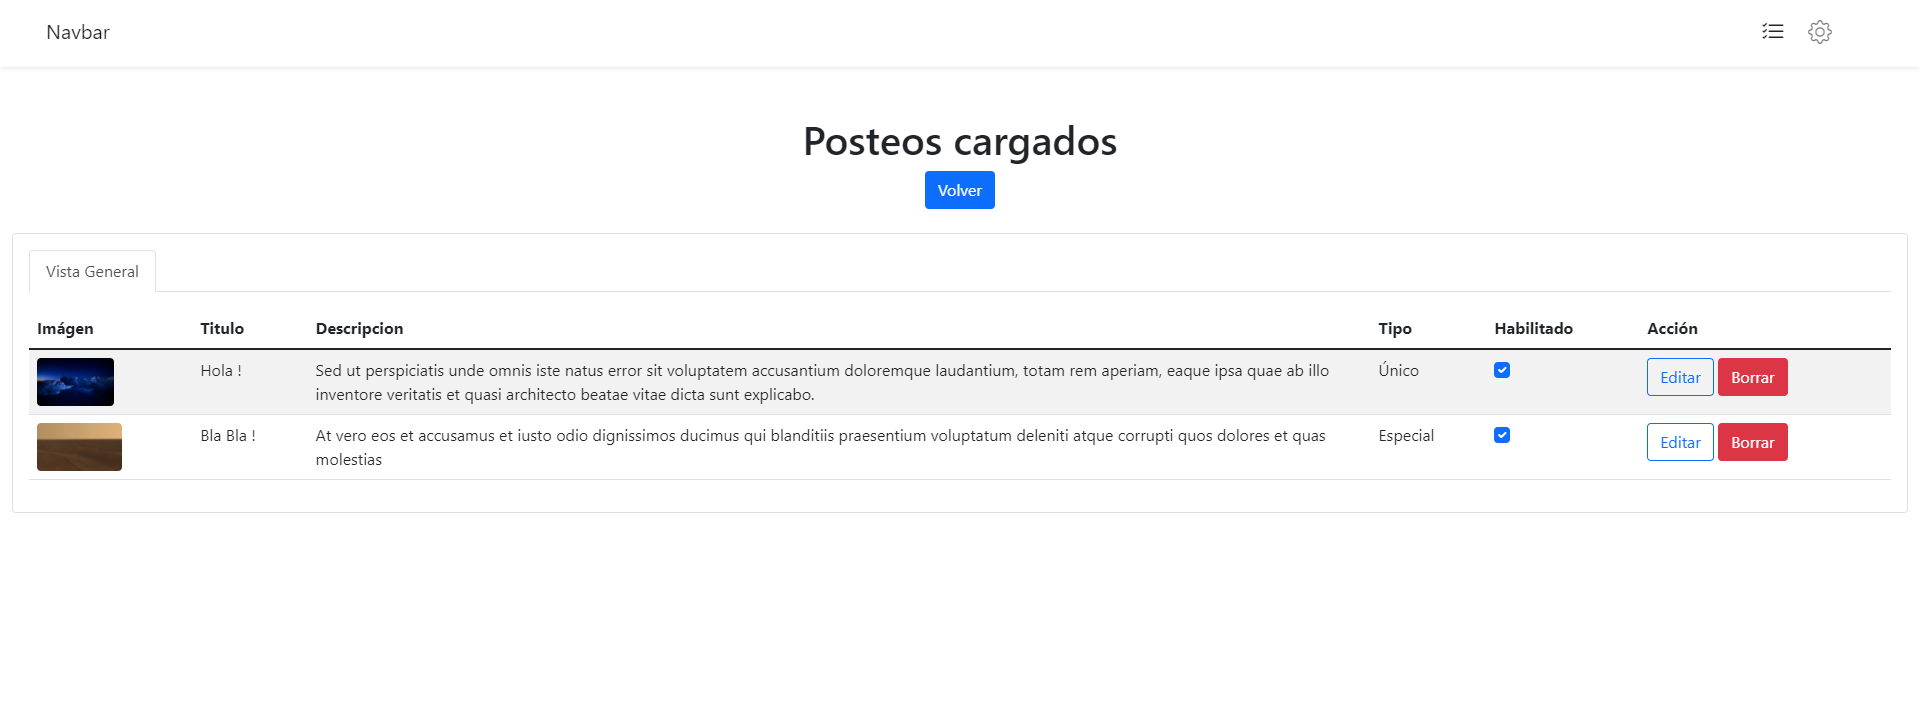 Navbar
Posteos cargados
Volver
Vista General
Imágen Titulo Descripcion Tipo Habilitado Acción
Hola ! Sed ut perspiciatis unde omnis iste natus error sit voluptatem accusantium doloremque laudantium, totam rem aperiam, eaque ipsa quae ab illo Único Editar Borrar
inventore veritatis et quasi architecto beatae vitae dicta sunt explicabo.
Bla Bla ! At vero eos et accusamus et iusto odio dignissimos ducimus qui blanditiis praesentium voluptatum deleniti atque corrupti quos dolores et quas Especial Editar Borrar
molestias